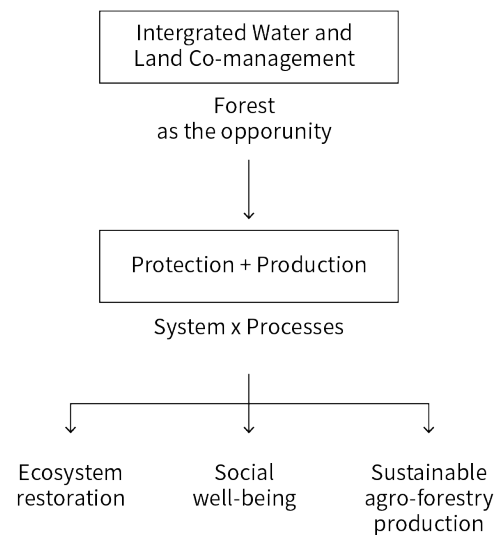 Intergrated Water and
Land Co-management
Forest
as the opporunity
Protection + Production
System x Processes
Ecosystem
restoration
Social
well-being
Sustainable
agro-forestry
production